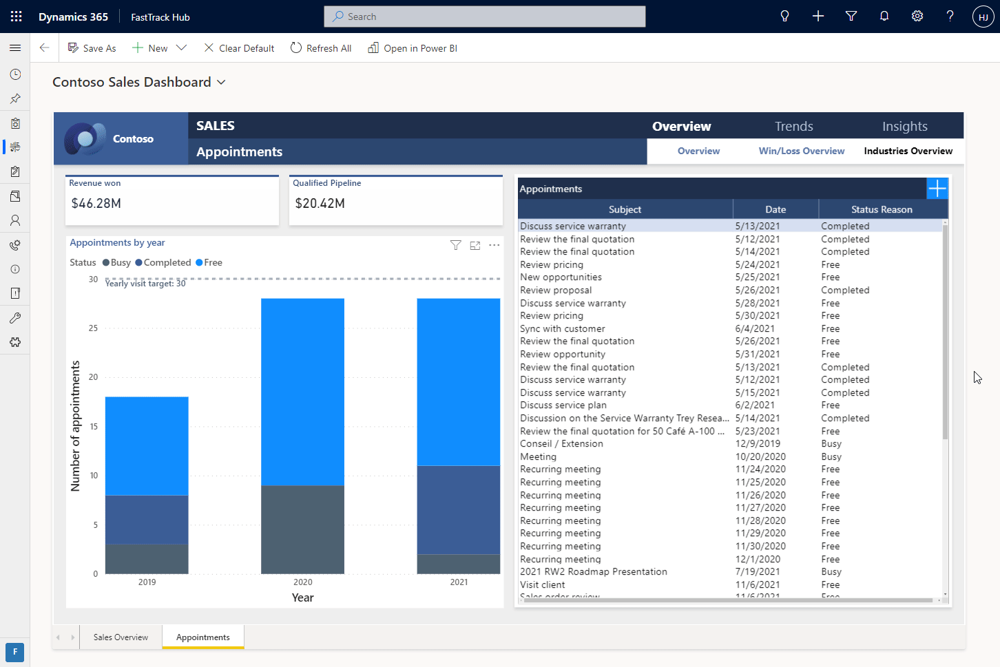 Dynamics 365 FastTrack Hub Search HJ
Save As New Clear Default Refresh All Open in Power BI
Contoso Sales Dashboard
Contoso
SALES
Appointments
Overview Trends Insights
Overview Win/Loss Overview Industries Overview
Revenue won
$46.28M
Qualified Pipeline
$20.42M
Appointments by year
Status Busy Completed Free
Yearly visit target: 30
30
25
20
15
10
5
0
Number of appointments
2019 2020 2021
Year
Appointments
Subject Date Status Reason
Discuss service warranty 5/13/2021 Completed
Review the final quotation 5/12/2021 Completed
Review the final quotation 5/14/2021 Completed
Review pricing 5/24/2021 Free
New opportunities 5/25/2021 Free
Review proposal 5/26/2021 Completed
Discuss service warranty 5/28/2021 Free
Review pricing 5/30/2021 Free
Sync with customer 6/4/2021 Free
Review the final quotation 5/26/2021 Free
Review opportunity 5/31/2021 Free
Review the final quotation 5/13/2021 Completed
Discuss service warranty 5/12/2021 Completed
Discuss service warranty 5/15/2021 Completed
Discuss service plan 6/2/2021 Free
Discussion on the Service Warranty Trey Resea... 5/14/2021 Completed
Review the final quotation for 50 Café A-100 ... 5/23/2021 Free
Conseil / Extension 12/9/2019 Busy
Meeting 10/20/2020 Busy
Recurring meeting 11/24/2020 Free
Recurring meeting 11/25/2020 Free
Recurring meeting 11/26/2020 Free
Recurring meeting 11/27/2020 Free
Recurring meeting 11/28/2020 Free
Recurring meeting 11/29/2020 Free
Recurring meeting 11/30/2020 Free
Recurring meeting 12/1/2020 Free
2021 RW2 Roadmap Presentation 7/19/2021 Busy
Visit client 11/6/2021 Free
Sales order review 11/6/2021 Free
F
Sales Overview Appointments